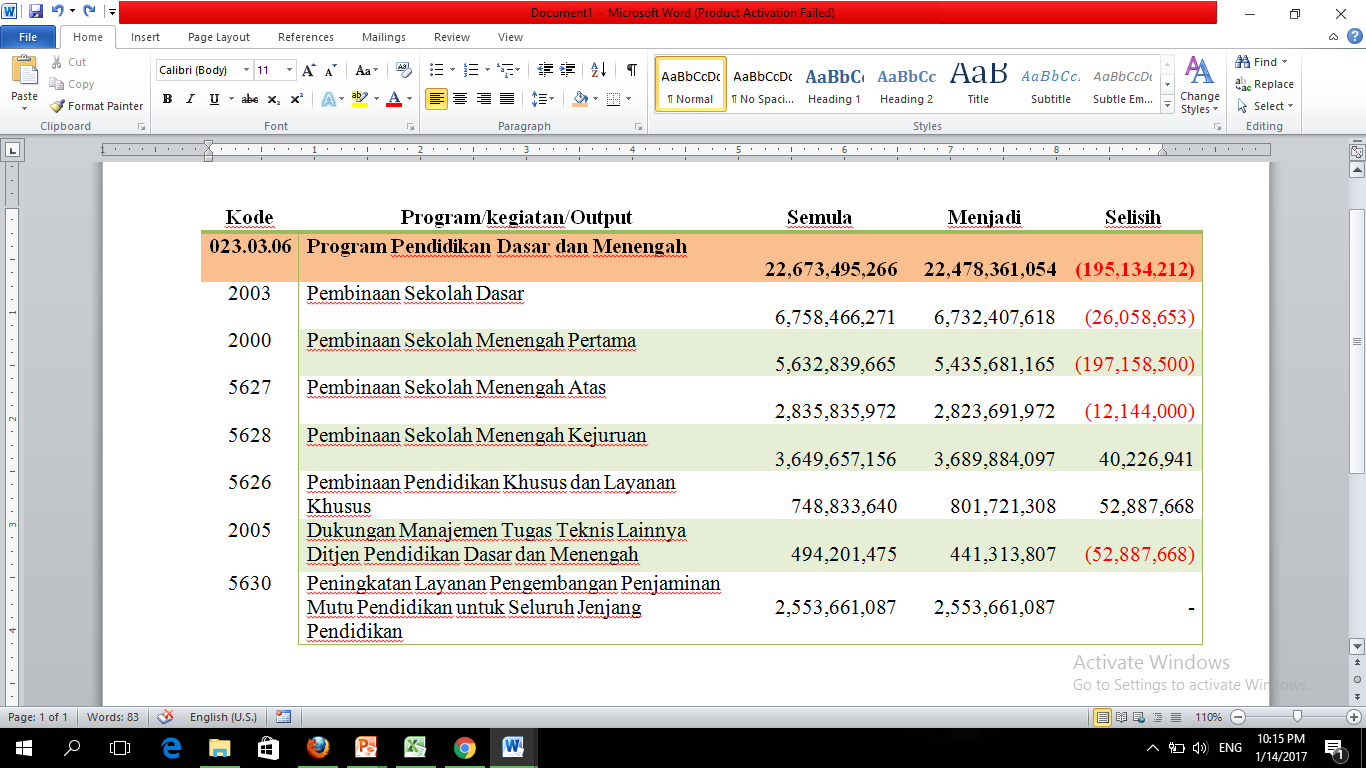 Document1 - Microsoft Word (Product Activation Failed)
File Home Insert Page Layout References Mailings Review View
Paste
Cut
Copy
Format Painter
Clipboard
Calibri (Body) 11
Font
Paragraph
AaBbCcDc AaBbCcDc AaBbC AaBbCc AaB AaBbCc. AaBbCcDc
¶ Normal ¶ No Spaci... Heading 1 Heading 2 Title Subtitle Subtle Em...
Change Styles
Styles
Find
Replace
Select
Editing
1 1 2 3 4 5 6 7 8
Kode Program/kegiatan/Output Semula Menjadi Selisih
023.03.06 Program Pendidikan Dasar dan Menengah
22,673,495,266 22,478,361,054 (195,134,212)
2003 Pembinaan Sekolah Dasar
6,758,466,271 6,732,407,618 (26,058,653)
2000 Pembinaan Sekolah Menengah Pertama
5,632,839,665 5,435,681,165 (197,158,500)
5627 Pembinaan Sekolah Menengah Atas
2,835,835,972 2,823,691,972 (12,144,000)
5628 Pembinaan Sekolah Menengah Kejuruan
3,649,657,156 3,689,884,097 40,226,941
5626 Pembinaan Pendidikan Khusus dan Layanan
Khusus 748,833,640 801,721,308 52,887,668
2005 Dukungan Manajemen Tugas Teknis Lainnya
Ditjen Pendidikan Dasar dan Menengah 494,201,475 441,313,807 (52,887,668)
5630 Peningkatan Layanan Pengembangan Penjaminan
Mutu Pendidikan untuk Seluruh Jenjang 2,553,661,087 2,553,661,087 -
Pendidikan
Activate Windows
Go to Settings to activate Windows.
Page: 1 of 1 Words: 83 English (U.S.) 110%
ENG 10:15 PM
1/14/2017